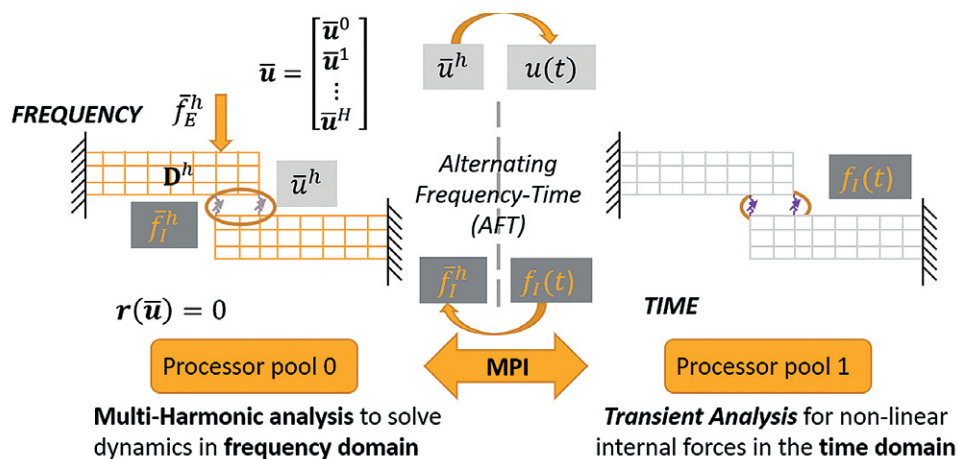 FREQUENCY
f̄_E^h
ū = [ū^0 ū^1 ⋮ ū^H]
ū^h
u(t)
D^h
ū^h
f̄_I^h
Alternating
Frequency-Time
(AFT)
f_I(t)
f̄_I^h
f_I(t)
r(ū) = 0
TIME
Processor pool 0
MPI
Processor pool 1
Multi-Harmonic analysis to solve
dynamics in frequency domain
Transient Analysis for non-linear
internal forces in the time domain